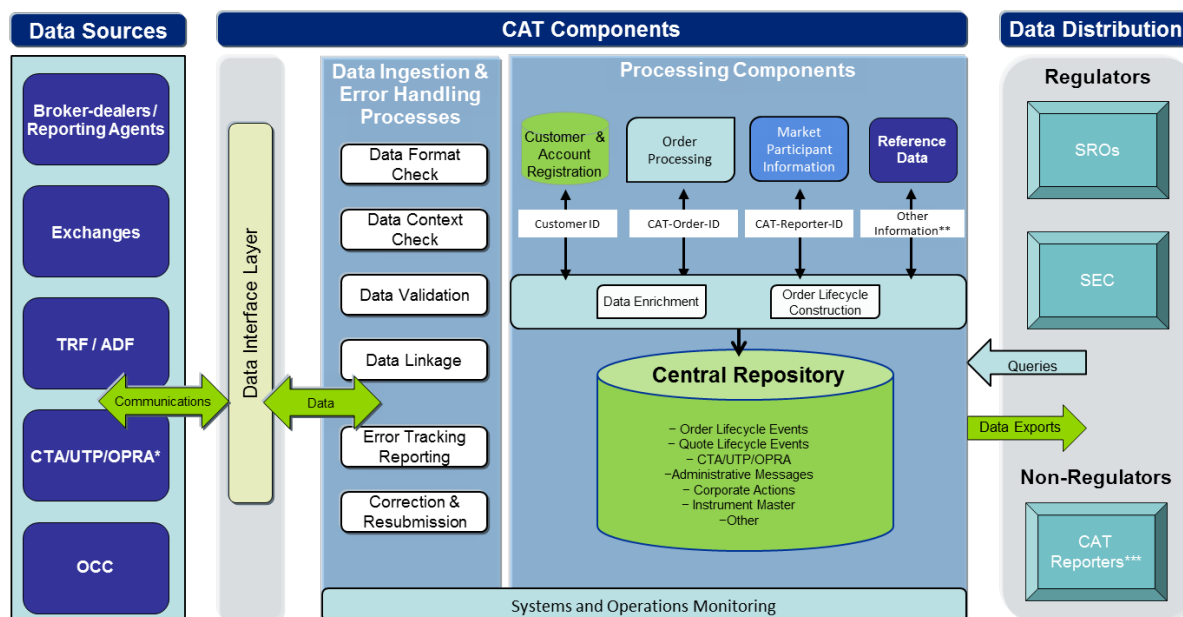 Data Sources
CAT Components
Data Distribution
Broker-dealers /
Reporting Agents
Exchanges
TRF / ADF
CTA/UTP/OPRA*
OCC
Communications
Data Interface Layer
Data
Data Ingestion &
Error Handling
Processes
Data Format
Check
Data Context
Check
Data Validation
Data Linkage
Error Tracking
Reporting
Correction &
Resubmission
Processing Components
Customer &
Account
Registration
Order
Processing
Market
Participant
Information
Reference
Data
Customer ID
CAT-Order-ID
CAT-Reporter-ID
Other
Information**
Data Enrichment
Order Lifecycle
Construction
Central Repository
− Order Lifecycle Events
− Quote Lifecycle Events
− CTA/UTP/OPRA
−Administrative Messages
− Corporate Actions
− Instrument Master
−Other
Systems and Operations Monitoring
Regulators
SROs
SEC
Queries
Data Exports
Non-Regulators
CAT
Reporters***